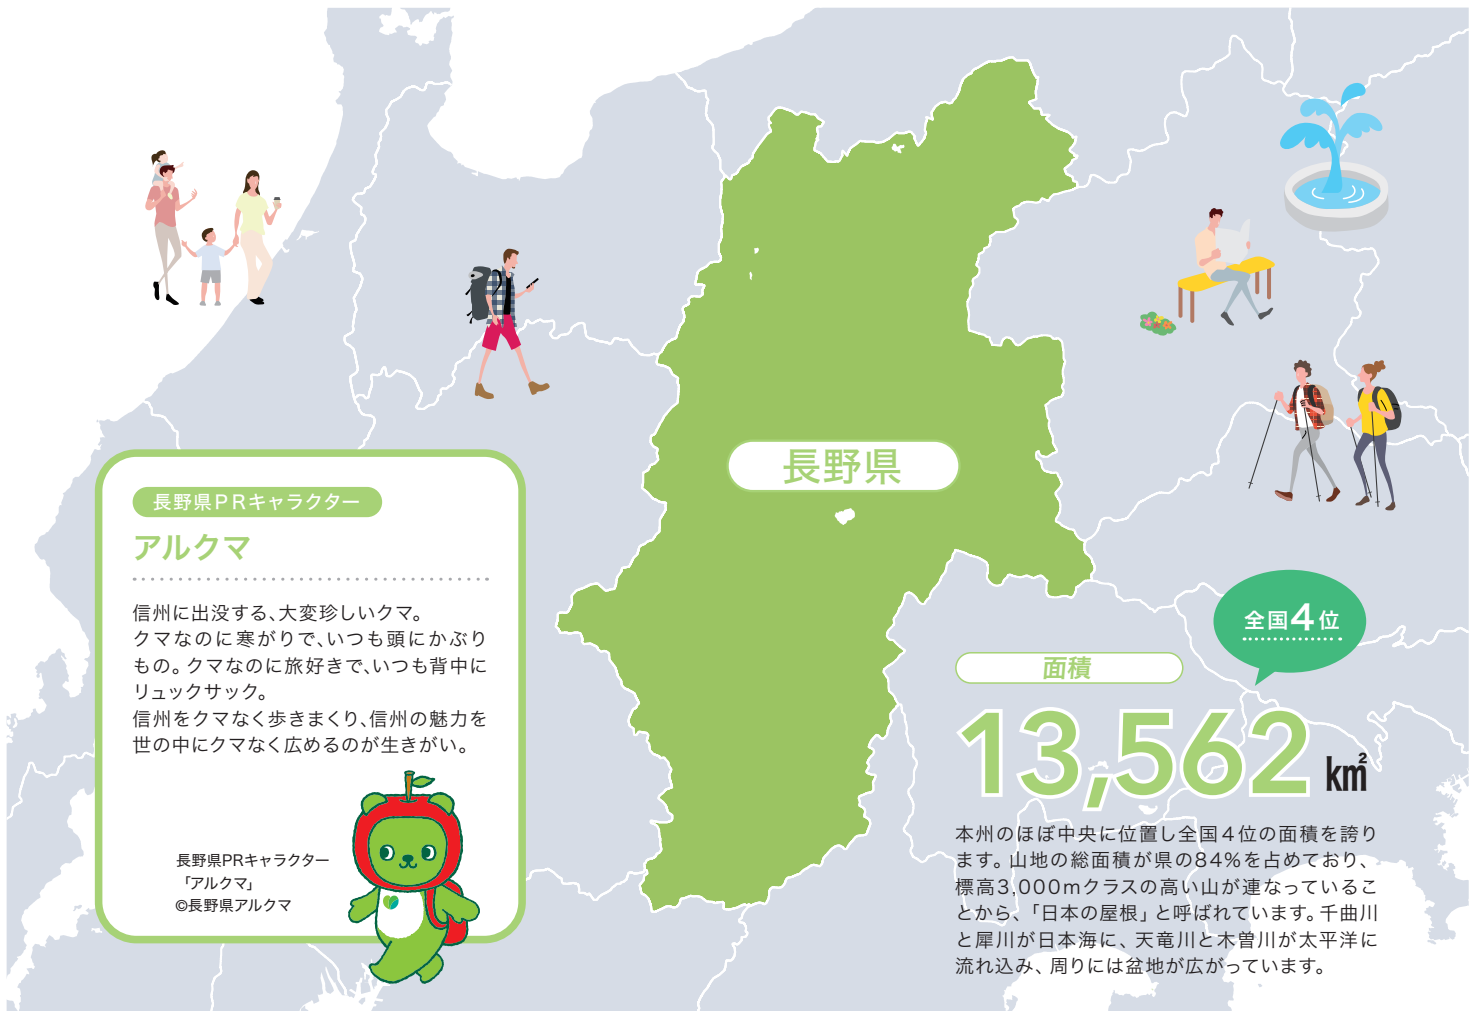 長野県
長野県PRキャラクター
アルクマ
信州に出没する、大変珍しいクマ。
クマなのに寒がりで、いつも頭にかぶり
もの。クマなのに旅好きで、いつも背中に
リュックサック。
信州をクマなく歩きまくり、信州の魅力を
世の中にクマなく広めるのが生きがい。
長野県PRキャラクター
「アルクマ」
©長野県アルクマ
全国4位
面積
13,562 km²
本州のほぼ中央に位置し全国4位の面積を誇り
ます。山地の総面積が県の84%を占めており、
標高3,000mクラスの高い山が連なっているこ
とから、「日本の屋根」と呼ばれています。千曲川
と犀川が日本海に、天竜川と木曽川が太平洋に
流れ込み、周りには盆地が広がっています。